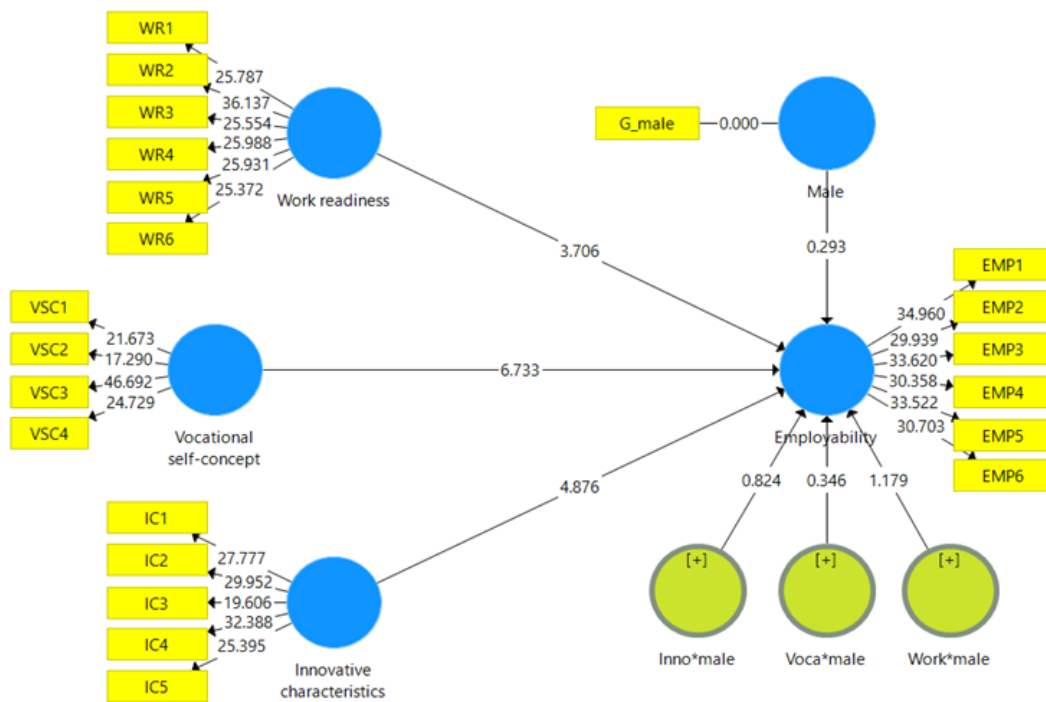 WR1
WR2
WR3
WR4
WR5
WR6
25.787
36.137
25.554
25.988
25.931
25.372
Work readiness
3.706
G_male
0.000
Male
0.293
VSC1
VSC2
VSC3
VSC4
21.673
17.290
46.692
24.729
Vocational
self-concept
6.733
IC1
IC2
IC3
IC4
IC5
27.777
29.952
19.606
32.388
25.395
Innovative
characteristics
4.876
Employability
34.960
29.939
33.620
30.358
33.522
30.703
EMP1
EMP2
EMP3
EMP4
EMP5
EMP6
0.824
0.346
1.179
[+]
[+]
[+]
Inno*male
Voca*male
Work*male